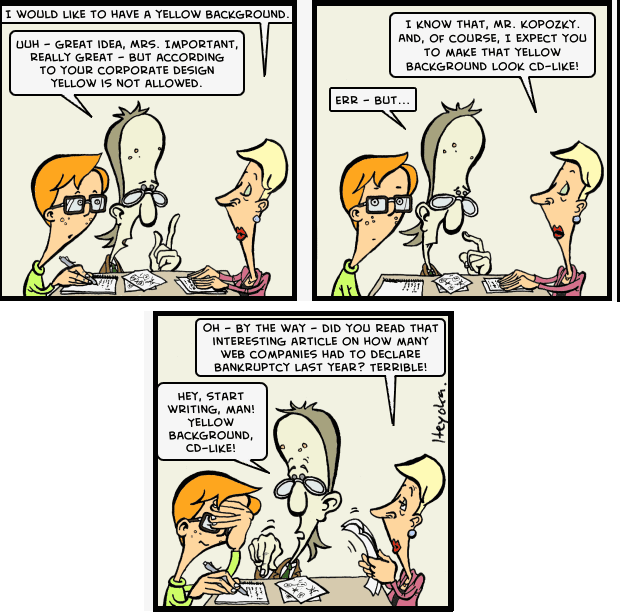 I WOULD LIKE TO HAVE A YELLOW BACKGROUND.
UUH - GREAT IDEA, MRS. IMPORTANT,
REALLY GREAT - BUT ACCORDING
TO YOUR CORPORATE DESIGN
YELLOW IS NOT ALLOWED.
I KNOW THAT, MR. KOPOZKY.
AND, OF COURSE, I EXPECT YOU
TO MAKE THAT YELLOW
BACKGROUND LOOK CD-LIKE!
ERR - BUT...
OH - BY THE WAY - DID YOU READ THAT
INTERESTING ARTICLE ON HOW MANY
WEB COMPANIES HAD TO DECLARE
BANKRUPTCY LAST YEAR? TERRIBLE!
HEY, START
WRITING, MAN!
YELLOW
BACKGROUND,
CD-LIKE!
Heyoka.